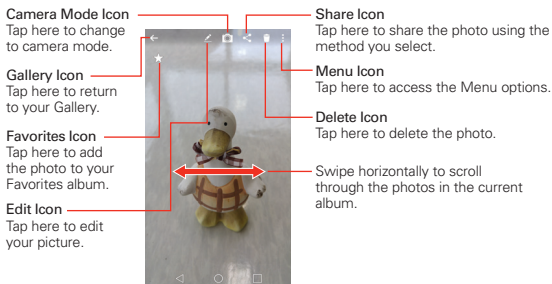 Camera Mode Icon
Tap here to change
to camera mode.
Gallery Icon
Tap here to return
to your Gallery.
Favorites Icon
Tap here to add
the photo to your
Favorites album.
Edit Icon
Tap here to edit
your picture.
Share Icon
Tap here to share the photo using the
method you select.
Menu Icon
Tap here to access the Menu options.
Delete Icon
Tap here to delete the photo.
Swipe horizontally to scroll
through the photos in the current
album.